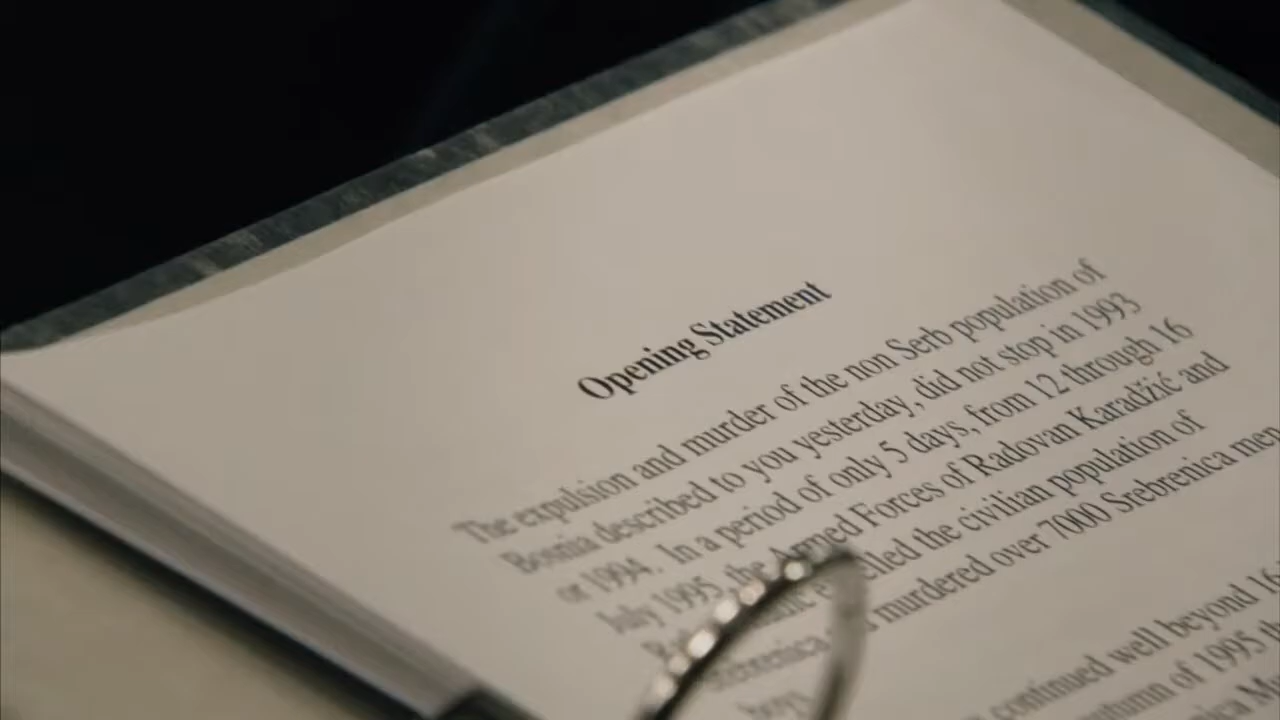 Opening Statement
The expulsion and murder of the non Serb population of
Bosnia described to you yesterday, did not stop in 1993
or 1994. In a period of only 5 days, from 12 through 16
July 1995, the Armed Forces of Radovan Karadžić and
the civilian population of
Srebrenica murdered over 7000 Srebrenica men
boys
continued well beyond 16
of 1995